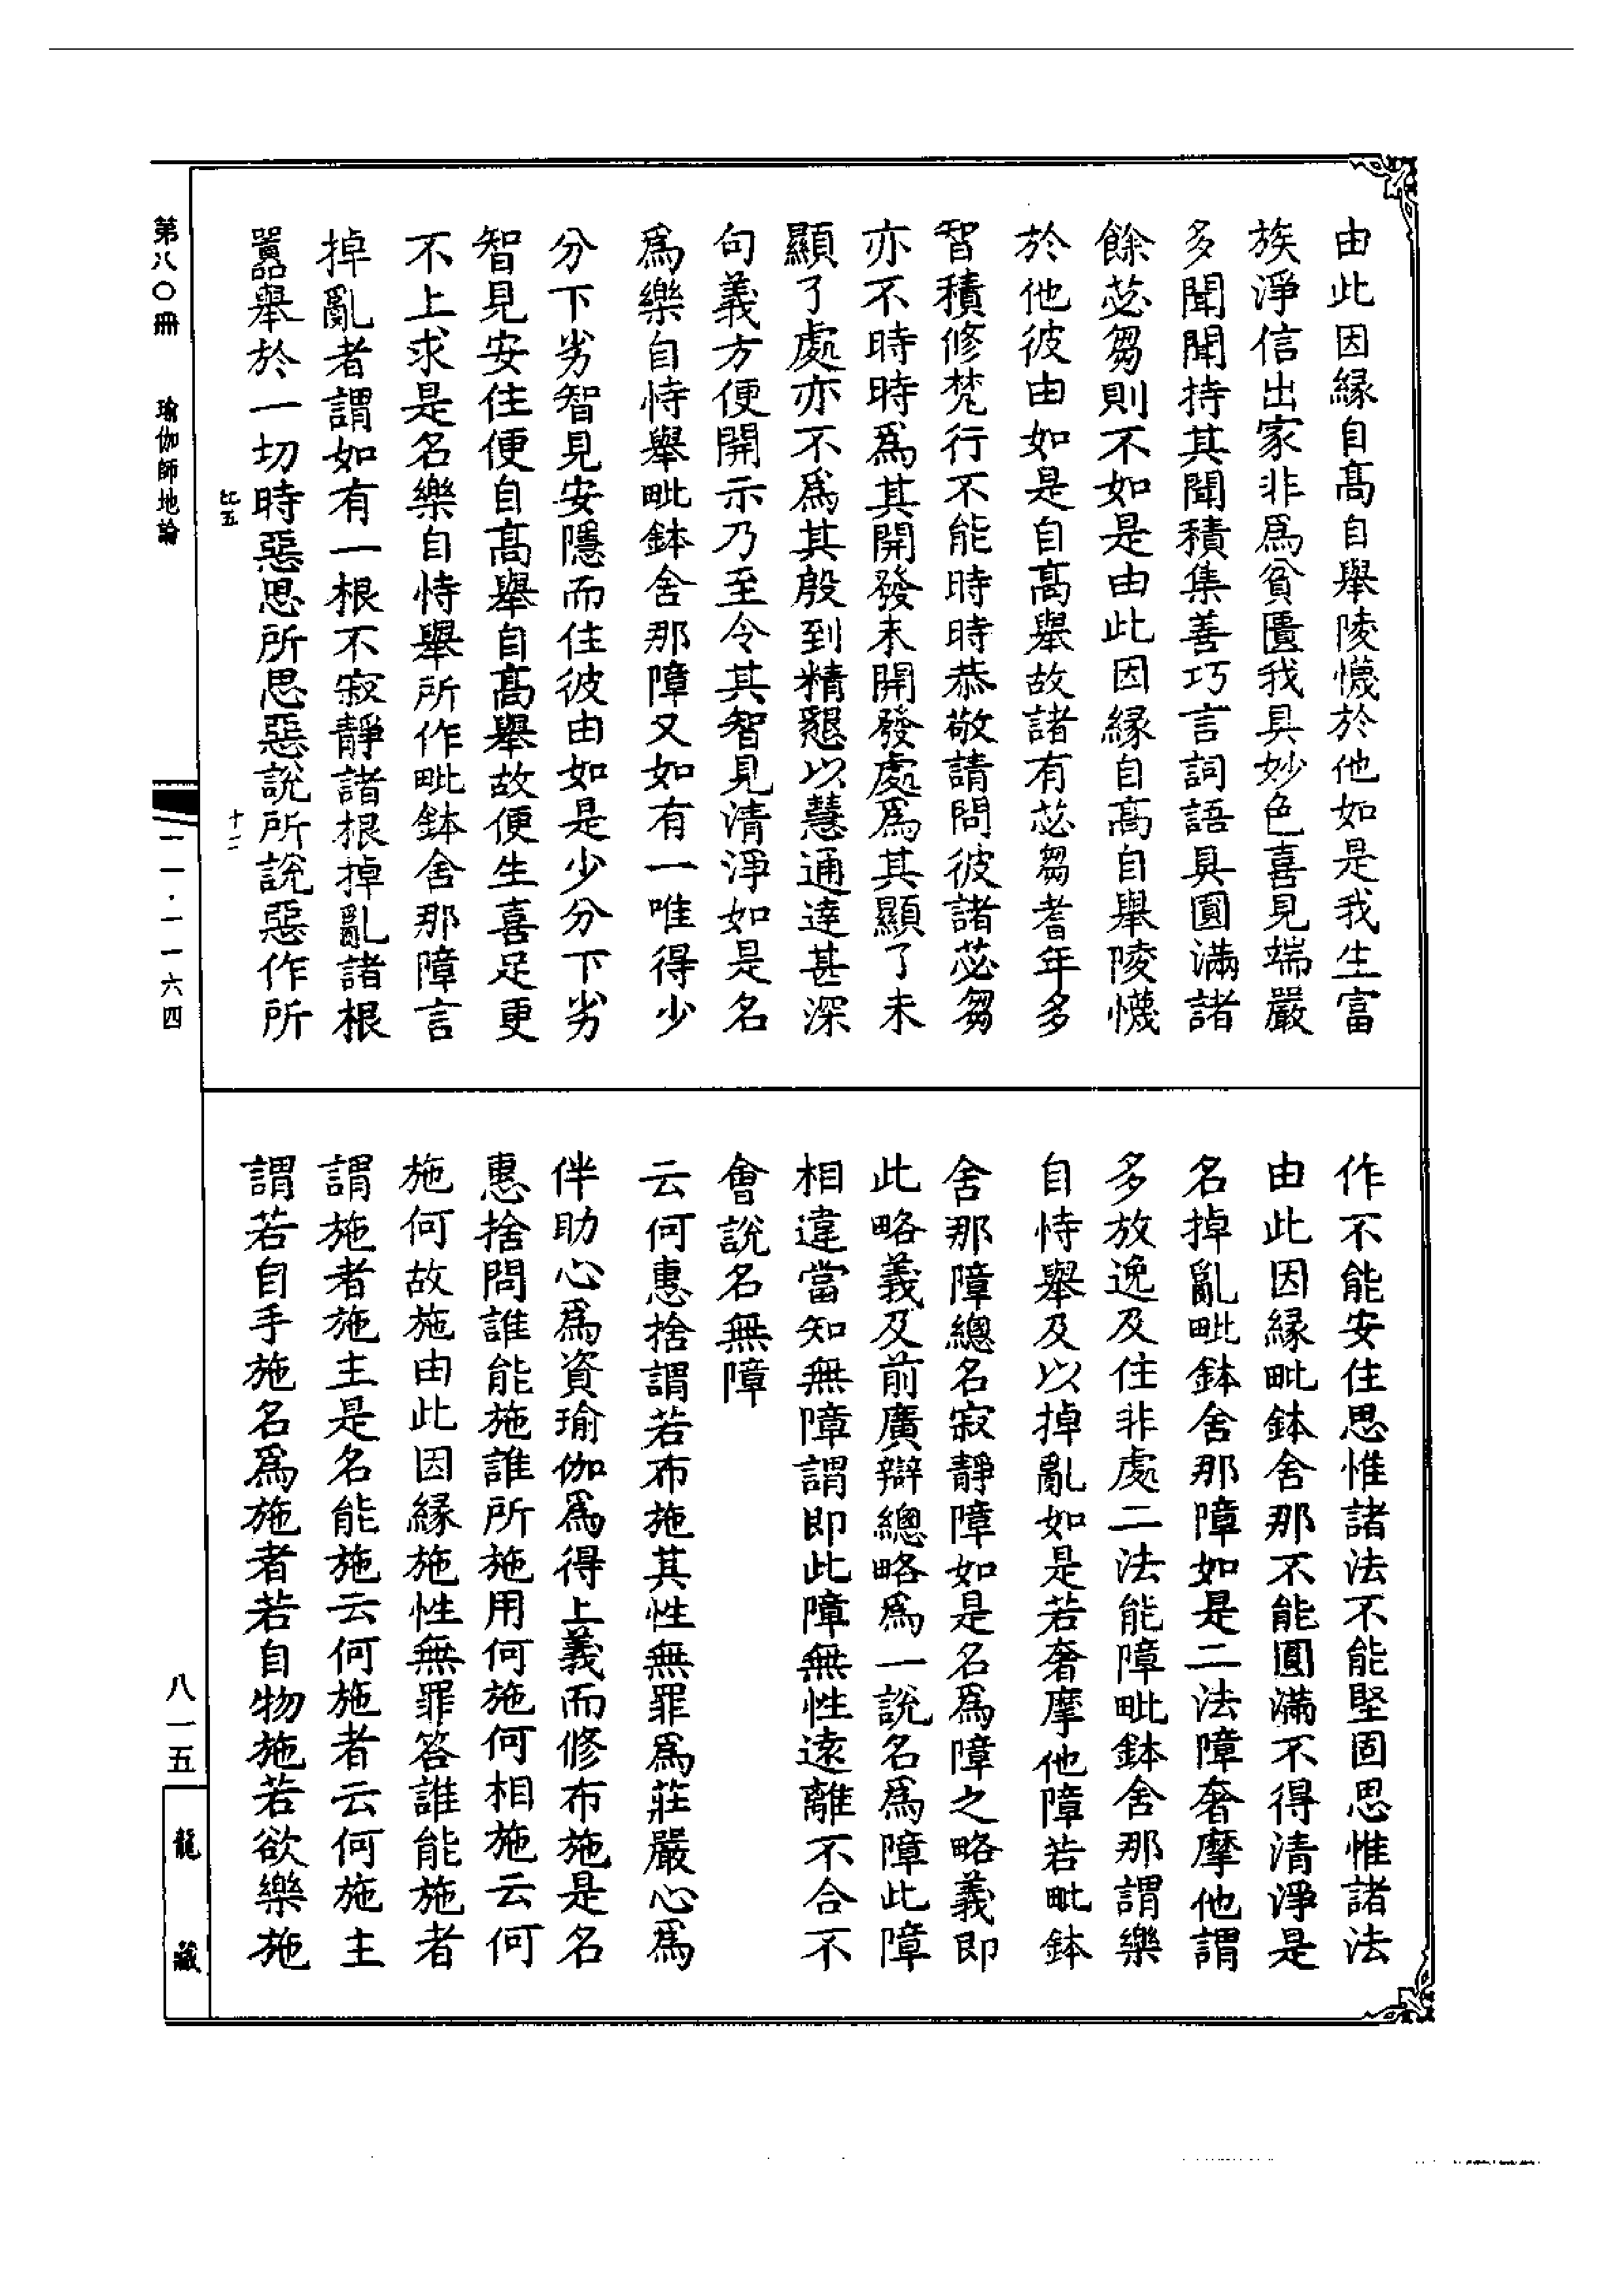 由此因緣自髙自舉陵懱於他如是我生富
族淨信出家非爲貧匱我具妙色喜見端嚴
多聞聞持其聞積集善巧言詞語具圓滿諸
餘苾芻則不如是由此因緣自髙自舉陵懱
於他彼由如是自髙舉故諸有苾芻耆年多
智積修梵行不能時時恭敬請問彼諸苾芻
亦不時時爲其開發未開發處爲其顯了未
顯了處亦不爲其殷到精懇以慧通達甚深
句義方便開示乃至令其智見清淨如是名
爲樂自恃舉毗鉢舍那障又如有一唯得少
分下劣智見安隱而住彼由如是少分下劣
智見安住便自髙舉自髙舉故便生喜足更
不上求是名樂自恃舉所作毗鉢舍那障言
掉亂者謂如有一根不寂靜諸根掉亂諸根
囂舉於一切時惡思所思惡說所說惡作所
作不能安住思惟諸法不能堅固思惟諸法
由此因緣毗鉢舍那不能圓滿不得清淨是
名掉亂毗鉢舍那障如是二法障奢摩他謂
多放逸及住非處二法能障毗鉢舍那謂樂
自恃舉及以掉亂如是若奢摩他障若毗鉢
舍那障總名寂靜障如是名爲障之略義即
此略義及前廣辯總略爲一說名爲障此障
相違當知無障謂即此障無性遠離不合不
會說名無障
云何惠捨謂若布施其性無罪爲莊嚴心爲
伴助心爲資瑜伽爲得上義而修布施是名
惠捨問誰能施誰所施用何施何相施云何
施何故施由此因緣施性無罪答誰能施者
謂施者施主是名能施云何施者云何施主
謂若自手施名爲施者若自物施若欲樂施
第八〇冊
瑜伽師地論
十二
一一·一一六四
八一五
龍藏